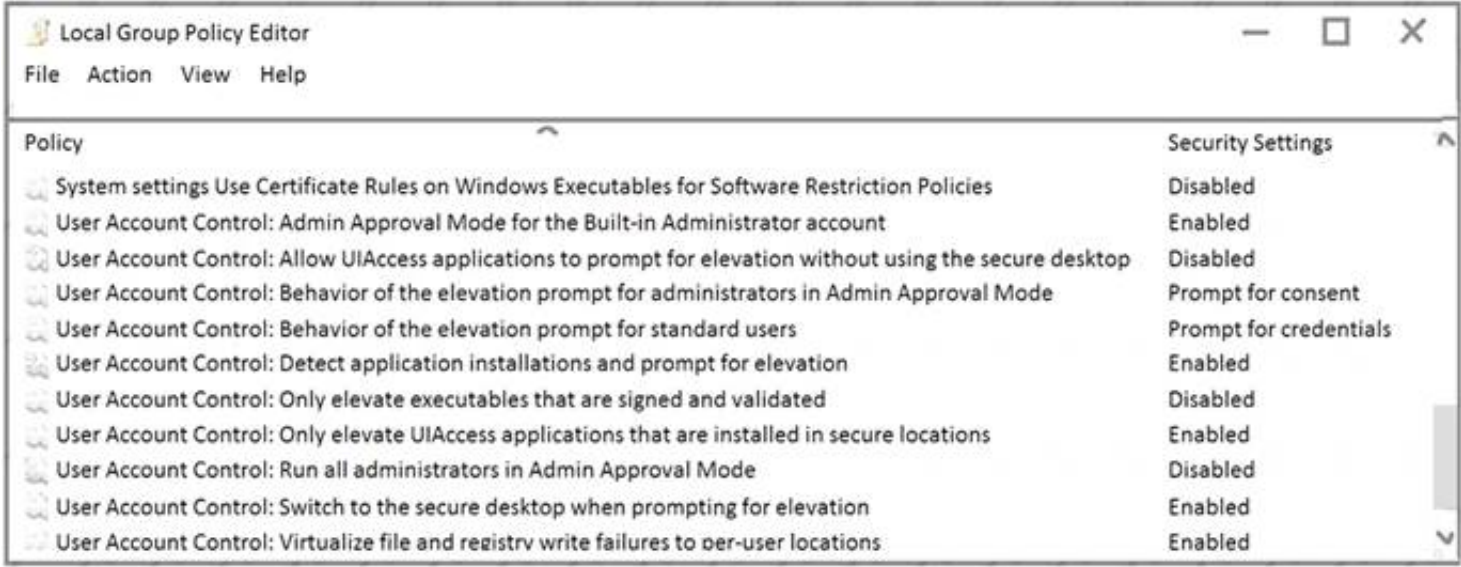 Local Group Policy Editor
File Action View Help
Policy Security Settings
System settings Use Certificate Rules on Windows Executables for Software Restriction Policies Disabled
User Account Control: Admin Approval Mode for the Built-in Administrator account Enabled
User Account Control: Allow UIAccess applications to prompt for elevation without using the secure desktop Disabled
User Account Control: Behavior of the elevation prompt for administrators in Admin Approval Mode Prompt for consent
User Account Control: Behavior of the elevation prompt for standard users Prompt for credentials
User Account Control: Detect application installations and prompt for elevation Enabled
User Account Control: Only elevate executables that are signed and validated Disabled
User Account Control: Only elevate UIAccess applications that are installed in secure locations Enabled
User Account Control: Run all administrators in Admin Approval Mode Disabled
User Account Control: Switch to the secure desktop when prompting for elevation Enabled
User Account Control: Virtualize file and registry write failures to per-user locations Enabled